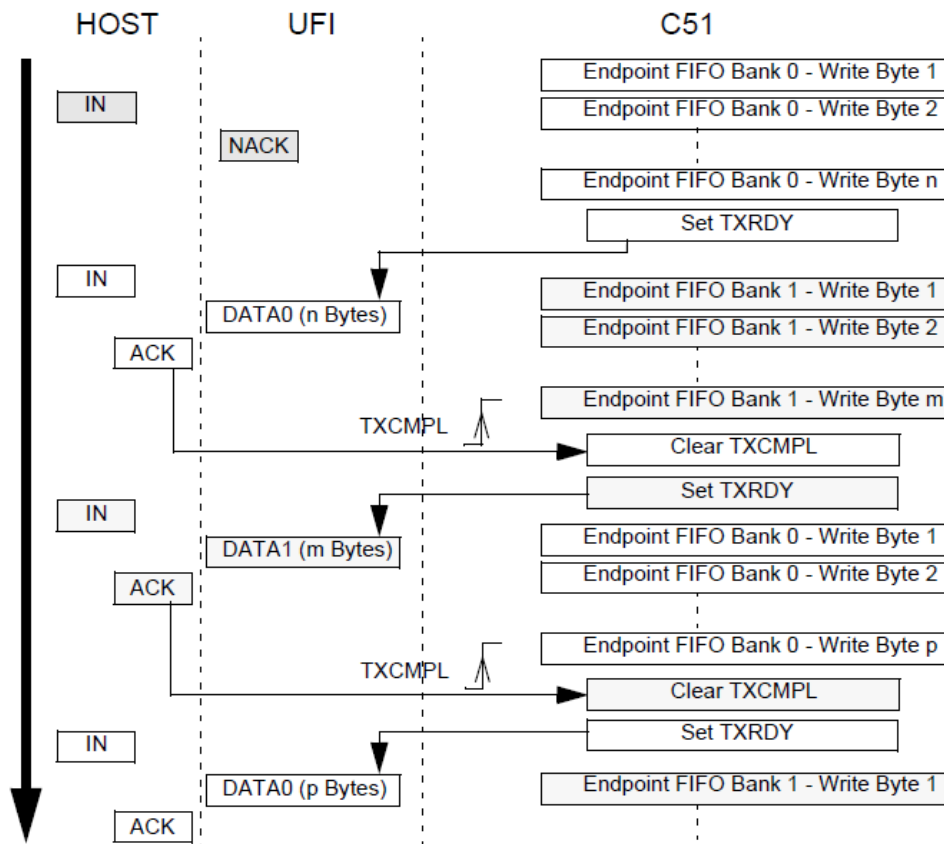 HOST UFI C51
Endpoint FIFO Bank 0 - Write Byte 1
IN
Endpoint FIFO Bank 0 - Write Byte 2
NACK
Endpoint FIFO Bank 0 - Write Byte n
Set TXRDY
IN
Endpoint FIFO Bank 1 - Write Byte 1
DATA0 (n Bytes)
Endpoint FIFO Bank 1 - Write Byte 2
ACK
Endpoint FIFO Bank 1 - Write Byte m
TXCMPL
Clear TXCMPL
Set TXRDY
IN
Endpoint FIFO Bank 0 - Write Byte 1
DATA1 (m Bytes)
Endpoint FIFO Bank 0 - Write Byte 2
ACK
Endpoint FIFO Bank 0 - Write Byte p
TXCMPL
Clear TXCMPL
Set TXRDY
IN
Endpoint FIFO Bank 1 - Write Byte 1
DATA0 (p Bytes)
ACK